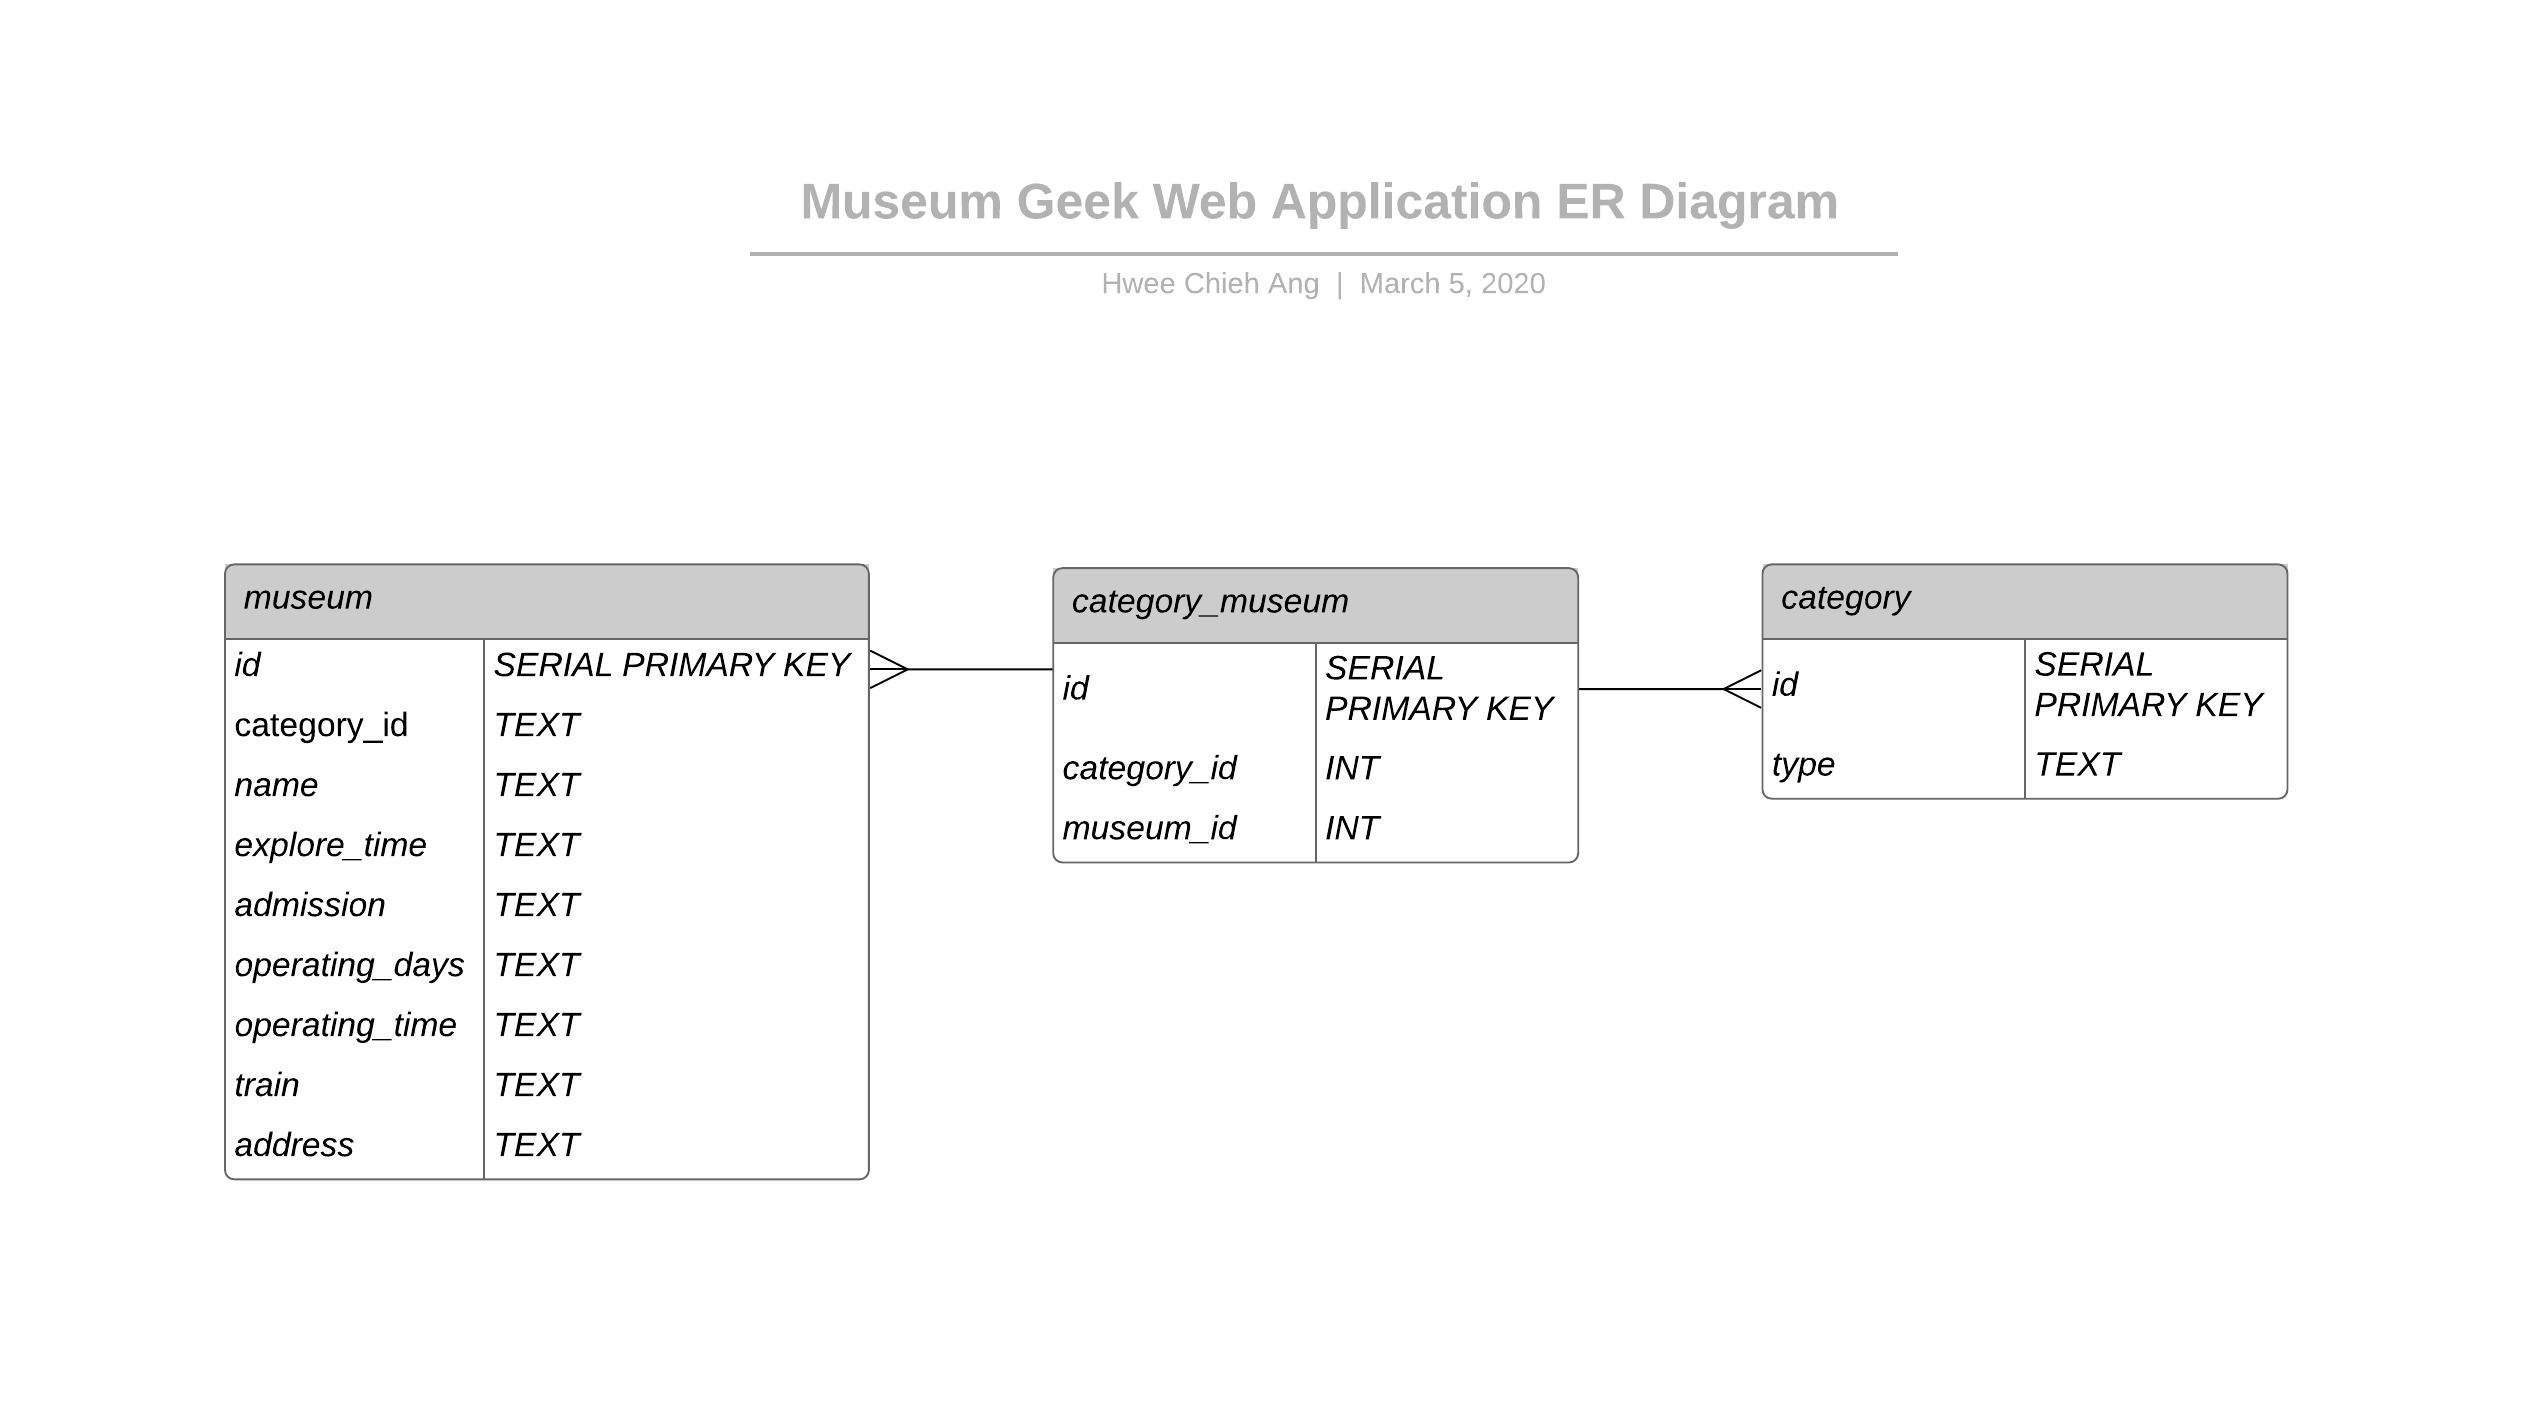 Museum Geek Web Application ER Diagram
Hwee Chieh Ang | March 5, 2020
museum
id SERIAL PRIMARY KEY
category_id TEXT
name TEXT
explore_time TEXT
admission TEXT
operating_days TEXT
operating_time TEXT
train TEXT
address TEXT
category_museum
id SERIAL
PRIMARY KEY
category_id INT
museum_id INT
category
id SERIAL
PRIMARY KEY
type TEXT